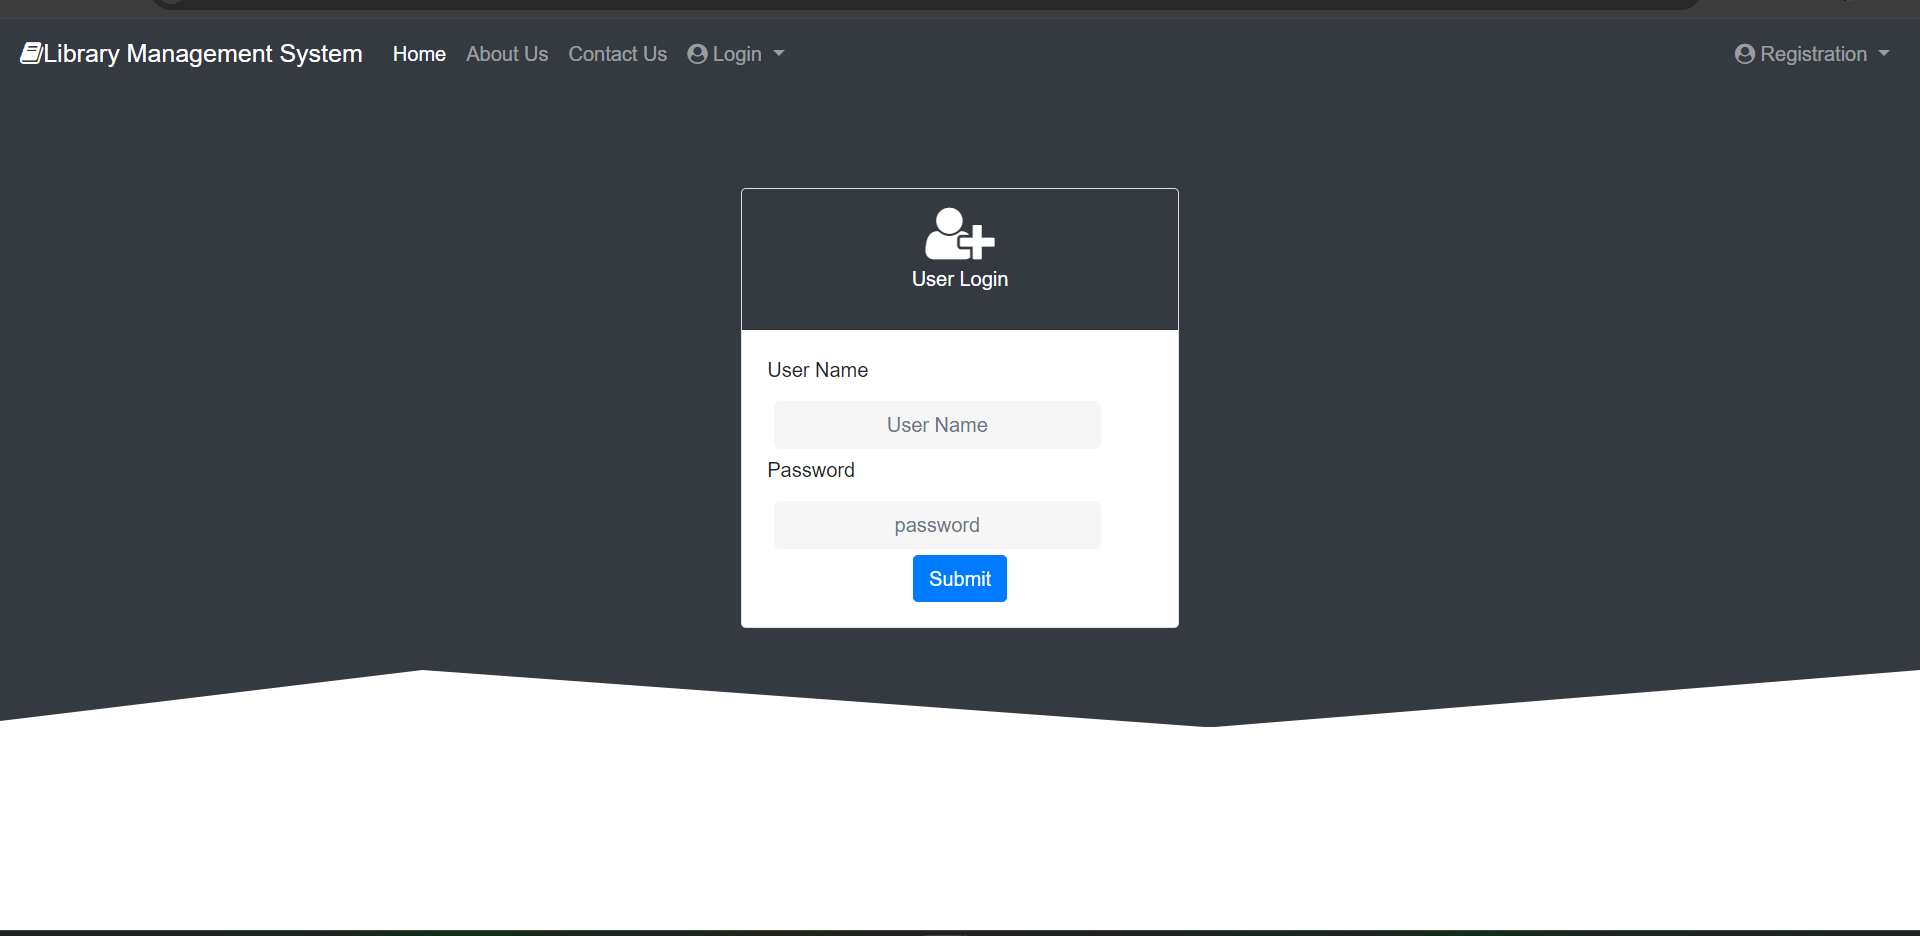 Library Management System Home About Us Contact Us Login Registration
User Login
User Name
User Name
Password
password
Submit